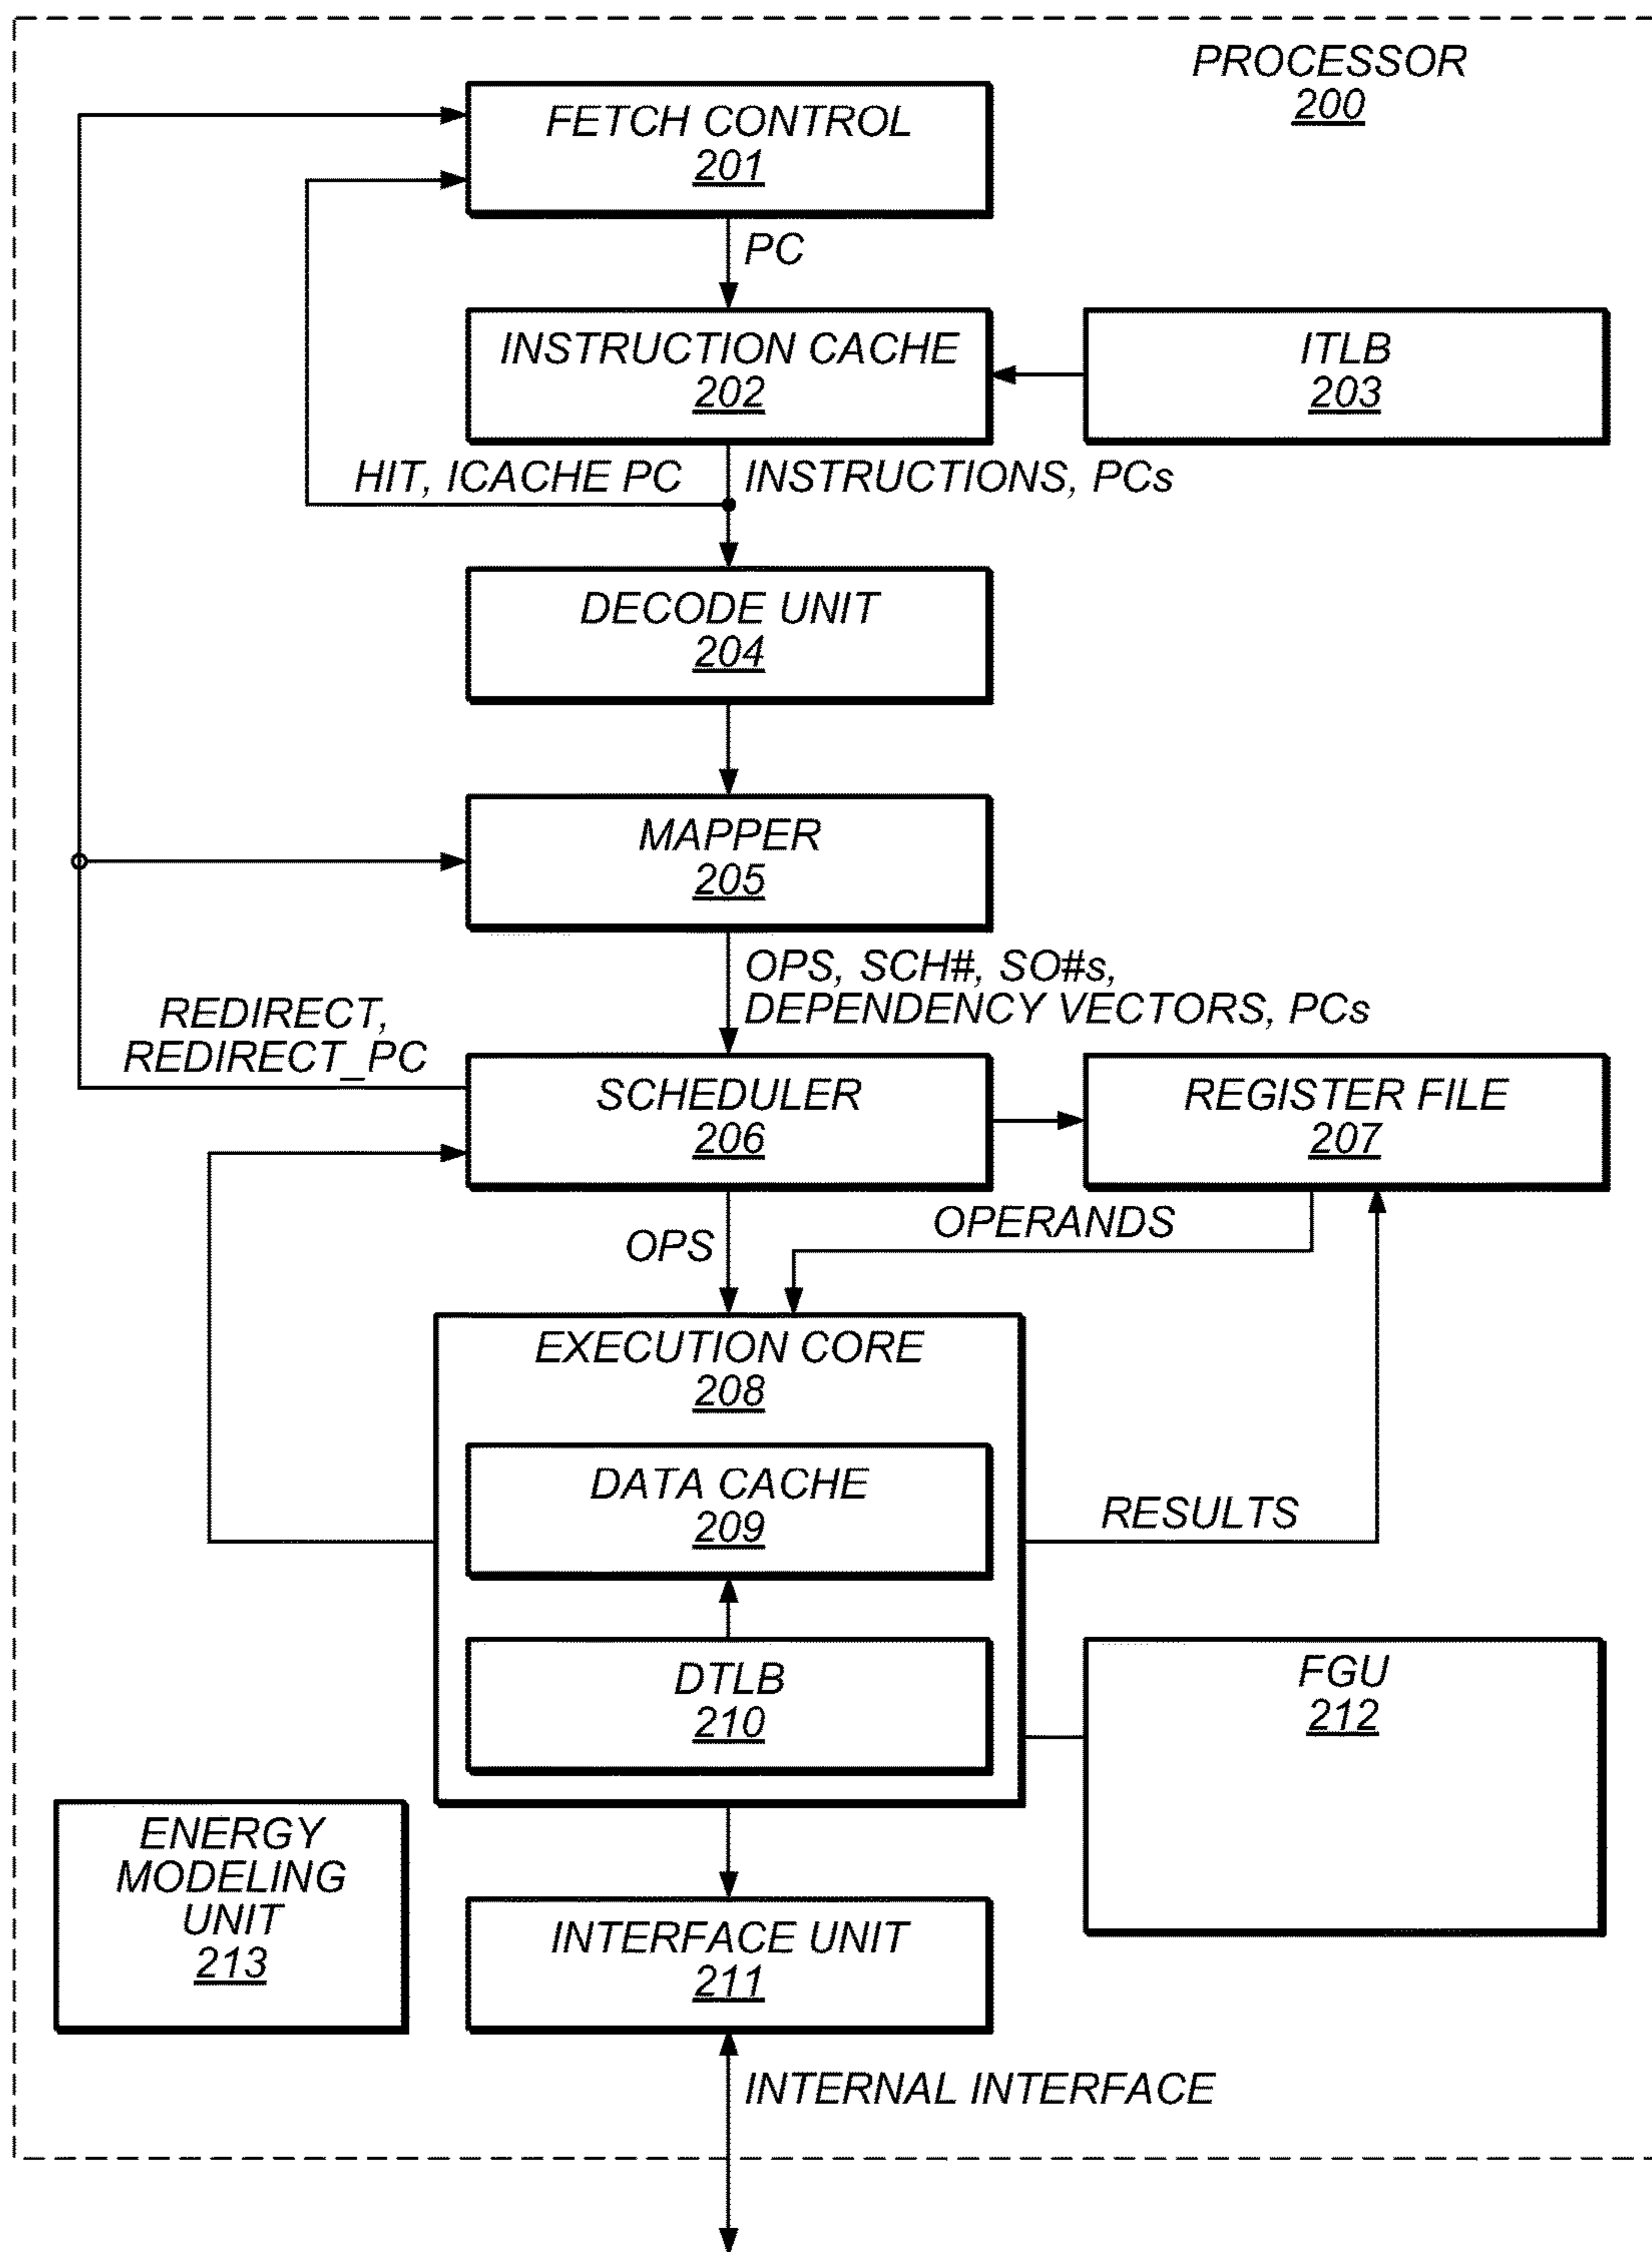 PROCESSOR
200
FETCH CONTROL
201
PC
INSTRUCTION CACHE
202
ITLB
203
HIT, ICACHE PC
INSTRUCTIONS, PCs
DECODE UNIT
204
MAPPER
205
OPS, SCH#, SO#s,
DEPENDENCY VECTORS, PCs
REDIRECT,
REDIRECT_PC
SCHEDULER
206
REGISTER FILE
207
OPS
OPERANDS
EXECUTION CORE
208
DATA CACHE
209
RESULTS
DTLB
210
FGU
212
ENERGY
MODELING
UNIT
213
INTERFACE UNIT
211
INTERNAL INTERFACE